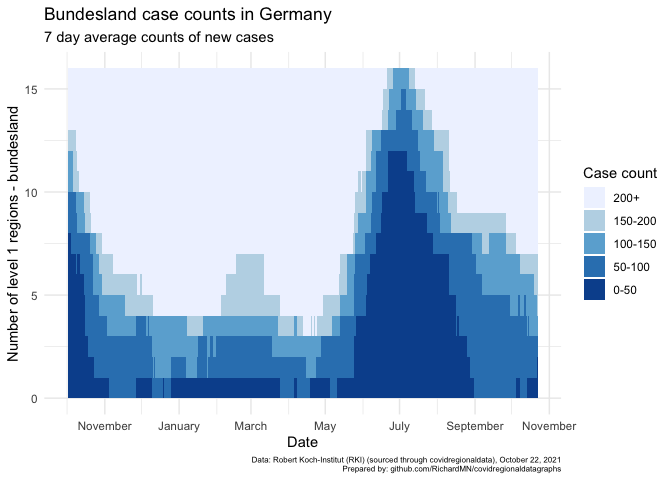 Bundesland case counts in Germany
7 day average counts of new cases
Number of level 1 regions - bundesland
15
10
5
0
November
January
March
May
July
September
November
Date
Case count
200+
150-200
100-150
50-100
0-50
Data: Robert Koch-Institut (RKI) (sourced through covidregionaldata), October 22, 2021
Prepared by: github.com/RichardMN/covidregionaldatagraphs